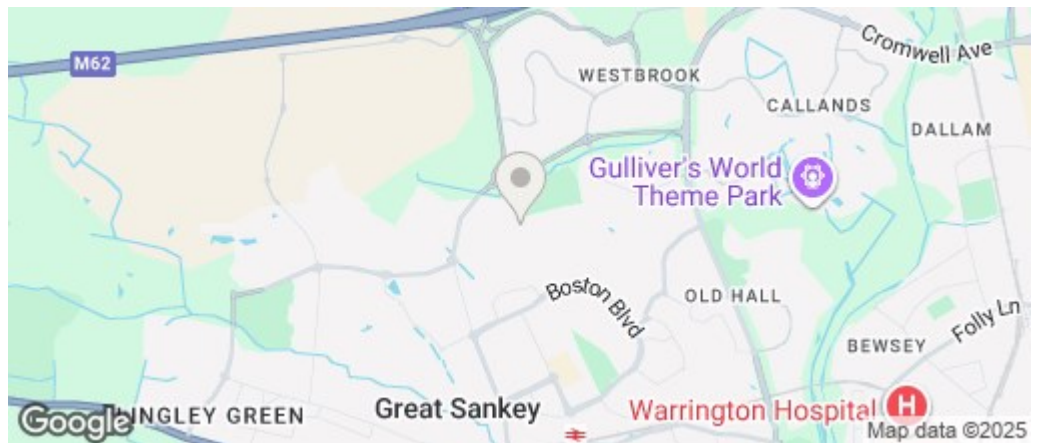 M62
WESTBROOK
Cromwell Ave
CALLANDS
DALLAM
Gulliver's World
Theme Park
Boston Blvd
OLD HALL
Folly Ln
BEWSEY
LINGLEY GREEN
Great Sankey
Warrington Hospital
H
Google
Map data ©2025